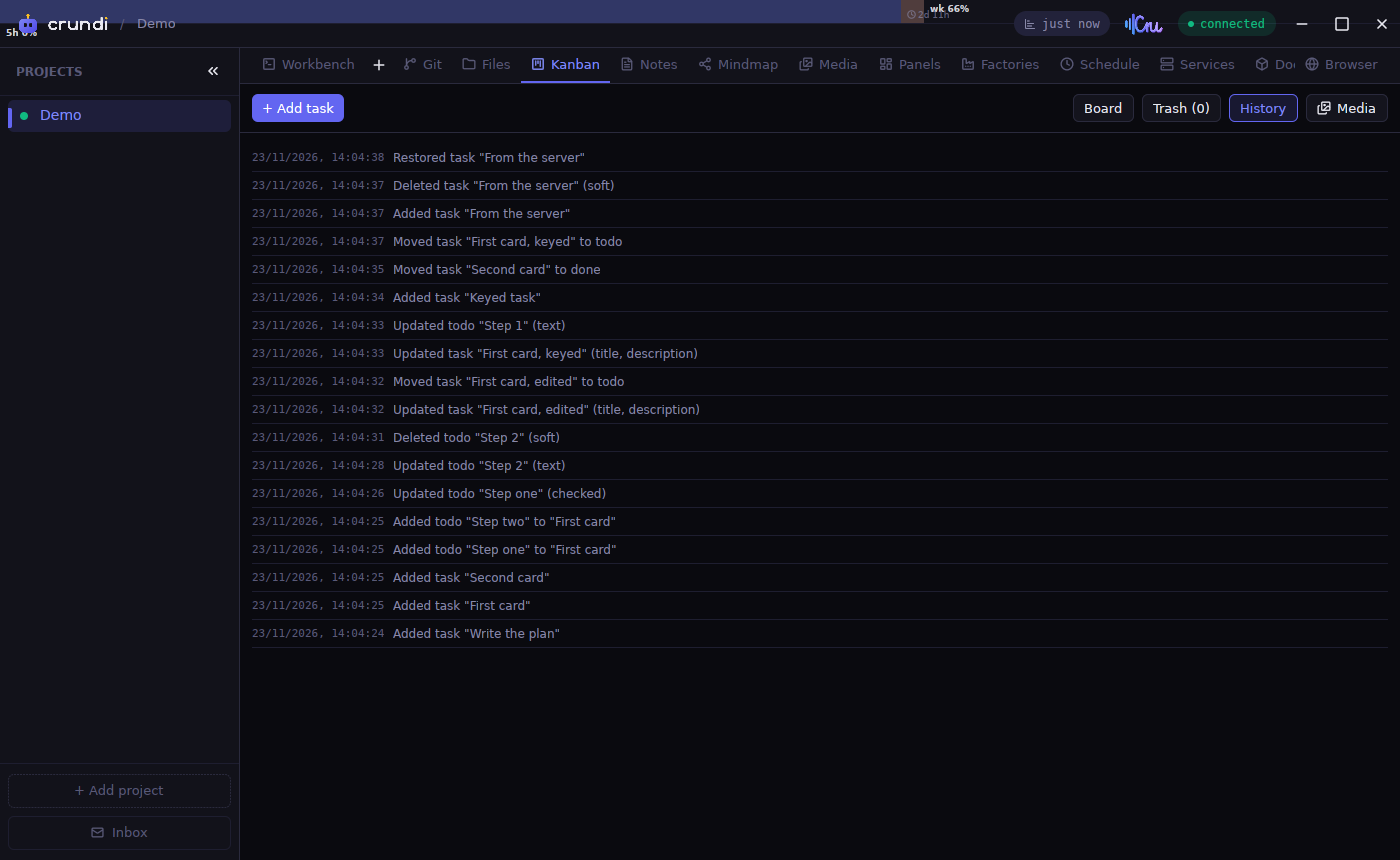 wk 66%
2d 11h
crundi / Demo
just now
Cru
connected
PROJECTS
Workbench
Git
Files
Kanban
Notes
Mindmap
Media
Panels
Factories
Schedule
Services
Browser
Demo
+ Add task
Board
Trash (0)
History
Media
23/11/2026, 14:04:38 Restored task "From the server"
23/11/2026, 14:04:37 Deleted task "From the server" (soft)
23/11/2026, 14:04:37 Added task "From the server"
23/11/2026, 14:04:37 Moved task "First card, keyed" to todo
23/11/2026, 14:04:35 Moved task "Second card" to done
23/11/2026, 14:04:34 Added task "Keyed task"
23/11/2026, 14:04:33 Updated todo "Step 1" (text)
23/11/2026, 14:04:33 Updated task "First card, keyed" (title, description)
23/11/2026, 14:04:32 Moved task "First card, edited" to todo
23/11/2026, 14:04:32 Updated task "First card, edited" (title, description)
23/11/2026, 14:04:31 Deleted todo "Step 2" (soft)
23/11/2026, 14:04:28 Updated todo "Step 2" (text)
23/11/2026, 14:04:26 Updated todo "Step one" (checked)
23/11/2026, 14:04:25 Added todo "Step two" to "First card"
23/11/2026, 14:04:25 Added todo "Step one" to "First card"
23/11/2026, 14:04:25 Added task "Second card"
23/11/2026, 14:04:25 Added task "First card"
23/11/2026, 14:04:24 Added task "Write the plan"
+ Add project
Inbox